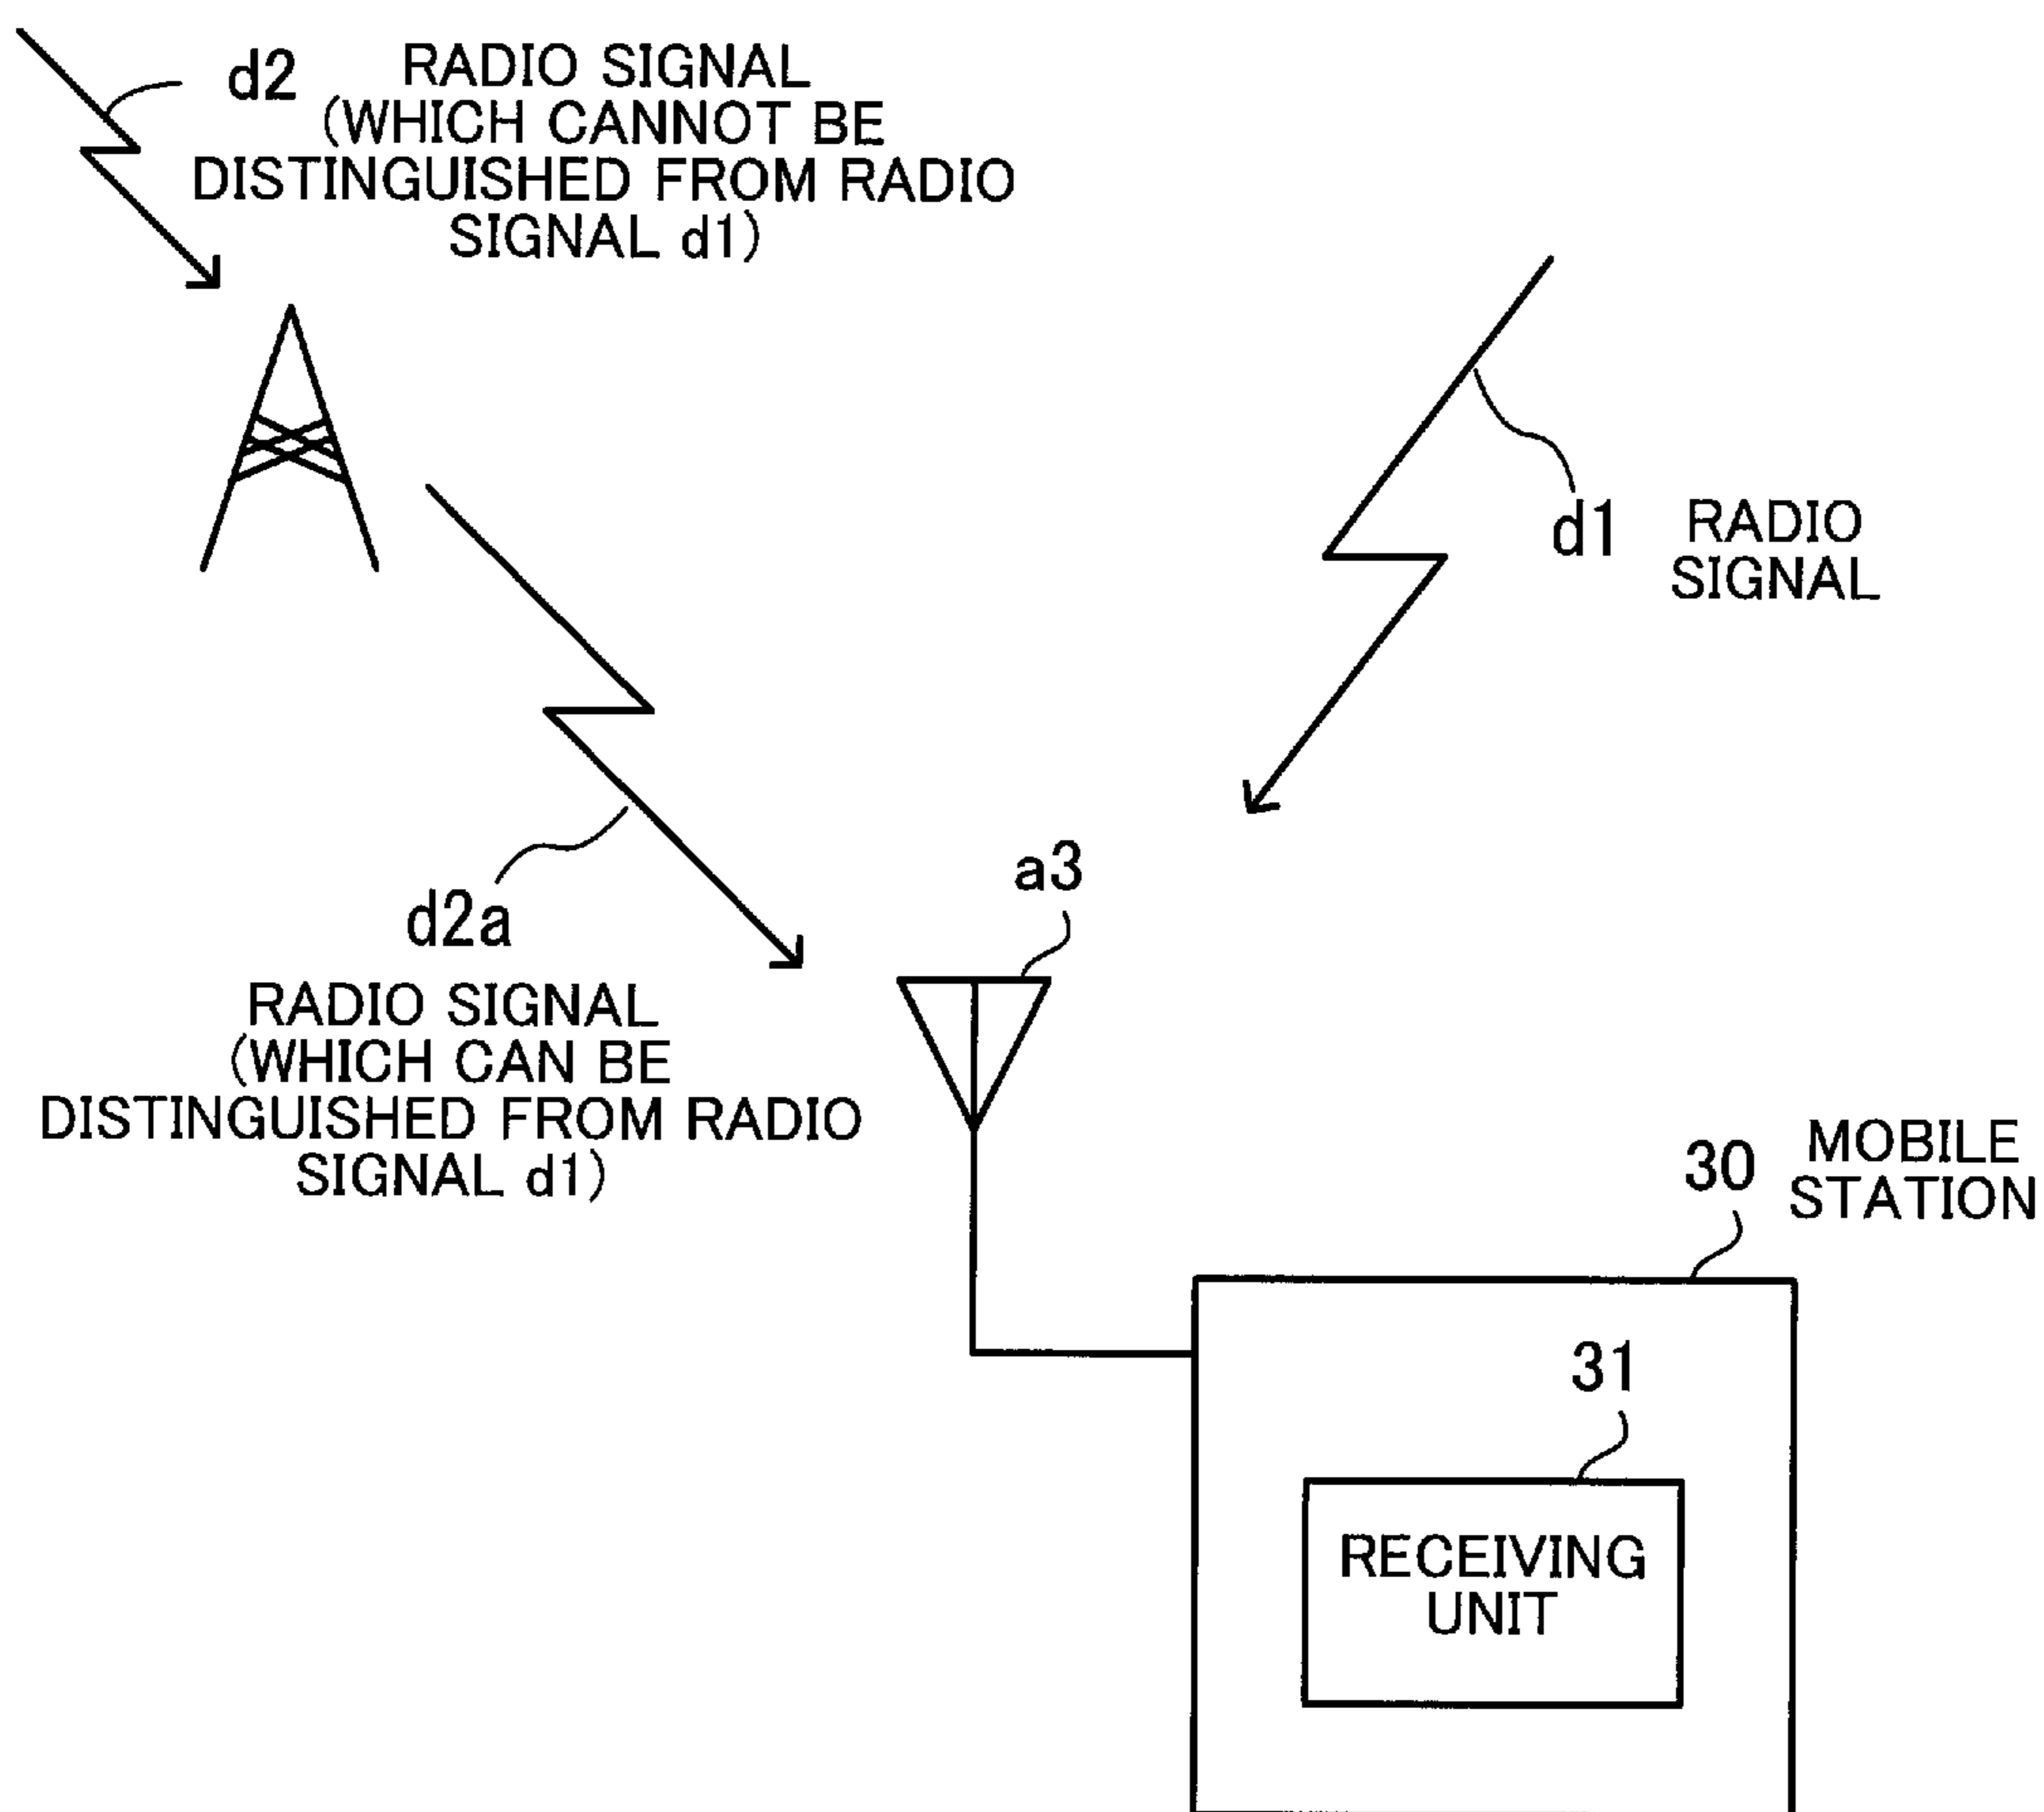 d2
RADIO SIGNAL
(WHICH CANNOT BE
DISTINGUISHED FROM RADIO
SIGNAL d1)
d1
RADIO
SIGNAL
a3
d2a
RADIO SIGNAL
(WHICH CAN BE
DISTINGUISHED FROM RADIO
SIGNAL d1)
30
MOBILE
STATION
31
RECEIVING
UNIT